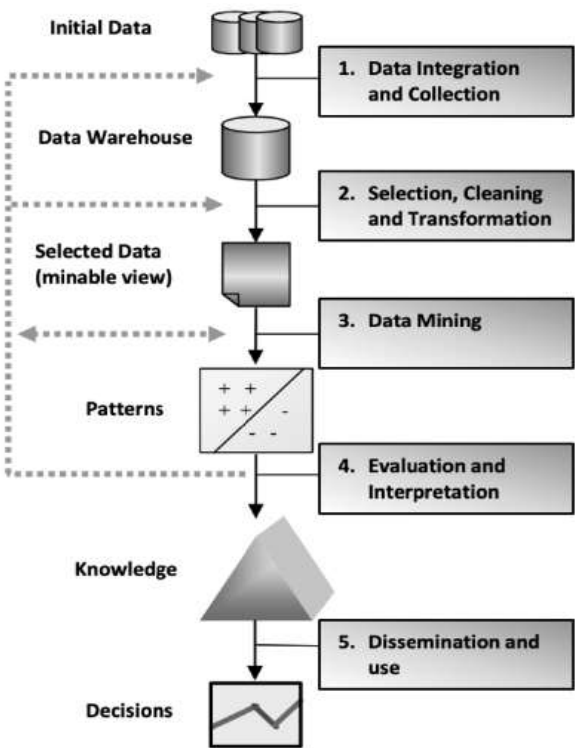 Initial Data
1. Data Integration
and Collection
Data Warehouse
2. Selection, Cleaning
and Transformation
Selected Data
(minable view)
3. Data Mining
+ +
+ + -
- -
Patterns
4. Evaluation and
Interpretation
Knowledge
5. Dissemination and
use
Decisions